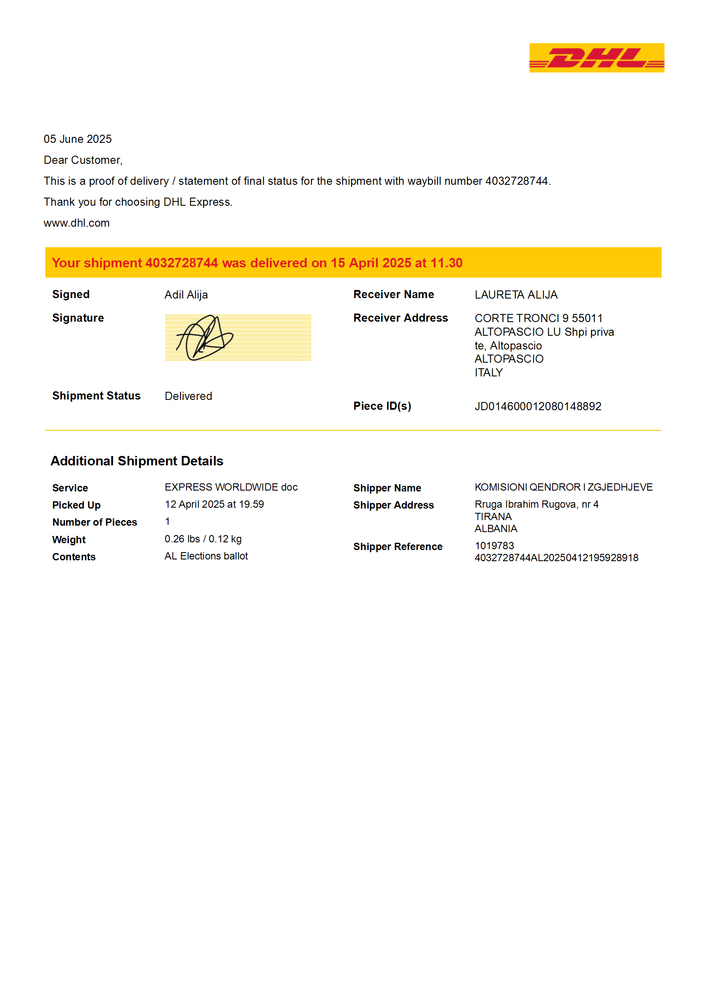 DHL
05 June 2025
Dear Customer,
This is a proof of delivery / statement of final status for the shipment with waybill number 4032728744.
Thank you for choosing DHL Express.
www.dhl.com
Your shipment 4032728744 was delivered on 15 April 2025 at 11.30
Signed Adil Alija
Receiver Name LAURETA ALIJA
Signature
Receiver Address CORTE TRONCI 9 55011
ALTOPASCIO LU Shpi priva
te, Altopascio
ALTOPASCIO
ITALY
Shipment Status Delivered
Piece ID(s) JD014600012080148892
Additional Shipment Details
Service EXPRESS WORLDWIDE doc
Picked Up 12 April 2025 at 19.59
Number of Pieces 1
Weight 0.26 lbs / 0.12 kg
Contents AL Elections ballot
Shipper Name KOMISIONI QENDROR I ZGJEDHJEVE
Shipper Address Rruga Ibrahim Rugova, nr 4
TIRANA
ALBANIA
Shipper Reference 1019783
4032728744AL20250412195928918